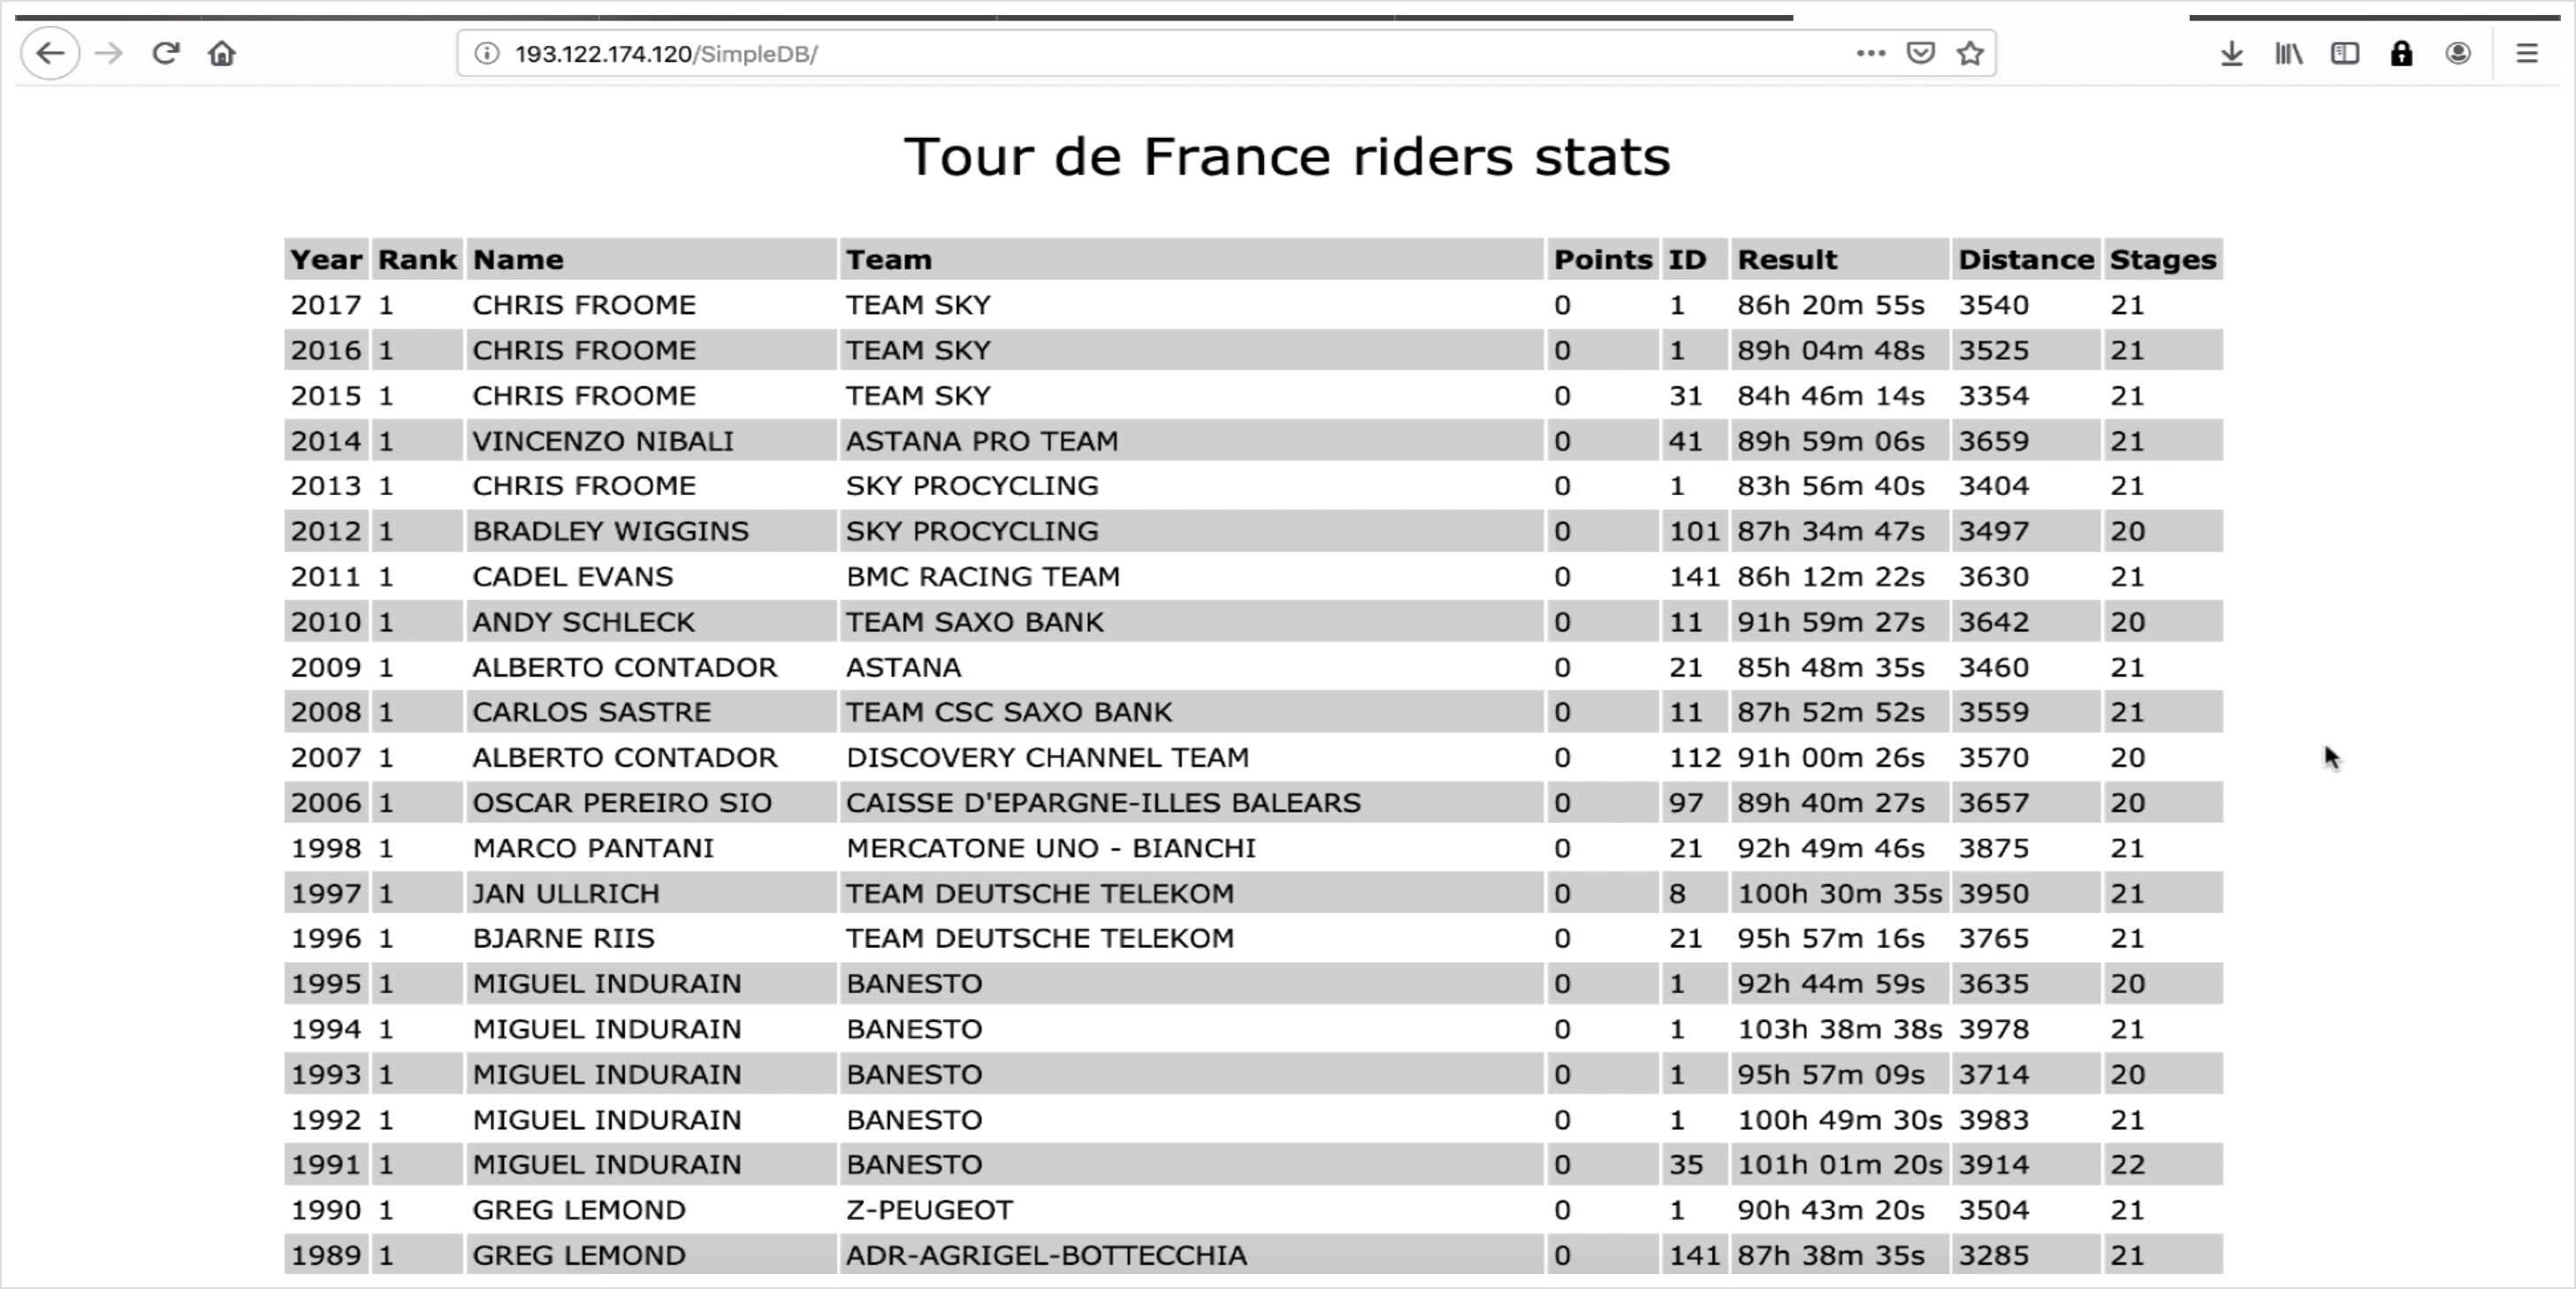 193.122.174.120/SimpleDB/
Tour de France riders stats
Year Rank Name Team Points ID Result Distance Stages
2017 1 CHRIS FROOME TEAM SKY 0 1 86h 20m 55s 3540 21
2016 1 CHRIS FROOME TEAM SKY 0 1 89h 04m 48s 3525 21
2015 1 CHRIS FROOME TEAM SKY 0 31 84h 46m 14s 3354 21
2014 1 VINCENZO NIBALI ASTANA PRO TEAM 0 41 89h 59m 06s 3659 21
2013 1 CHRIS FROOME SKY PROCYCLING 0 1 83h 56m 40s 3404 21
2012 1 BRADLEY WIGGINS SKY PROCYCLING 0 101 87h 34m 47s 3497 20
2011 1 CADEL EVANS BMC RACING TEAM 0 141 86h 12m 22s 3630 21
2010 1 ANDY SCHLECK TEAM SAXO BANK 0 11 91h 59m 27s 3642 20
2009 1 ALBERTO CONTADOR ASTANA 0 21 85h 48m 35s 3460 21
2008 1 CARLOS SASTRE TEAM CSC SAXO BANK 0 11 87h 52m 52s 3559 21
2007 1 ALBERTO CONTADOR DISCOVERY CHANNEL TEAM 0 112 91h 00m 26s 3570 20
2006 1 OSCAR PEREIRO SIO CAISSE D'EPARGNE-ILLES BALEARS 0 97 89h 40m 27s 3657 20
1998 1 MARCO PANTANI MERCATONE UNO - BIANCHI 0 21 92h 49m 46s 3875 21
1997 1 JAN ULLRICH TEAM DEUTSCHE TELEKOM 0 8 100h 30m 35s 3950 21
1996 1 BJARNE RIIS TEAM DEUTSCHE TELEKOM 0 21 95h 57m 16s 3765 21
1995 1 MIGUEL INDURAIN BANESTO 0 1 92h 44m 59s 3635 20
1994 1 MIGUEL INDURAIN BANESTO 0 1 103h 38m 38s 3978 21
1993 1 MIGUEL INDURAIN BANESTO 0 1 95h 57m 09s 3714 20
1992 1 MIGUEL INDURAIN BANESTO 0 1 100h 49m 30s 3983 21
1991 1 MIGUEL INDURAIN BANESTO 0 35 101h 01m 20s 3914 22
1990 1 GREG LEMOND Z-PEUGEOT 0 1 90h 43m 20s 3504 21
1989 1 GREG LEMOND ADR-AGRIGEL-BOTTECCHIA 0 141 87h 38m 35s 3285 21